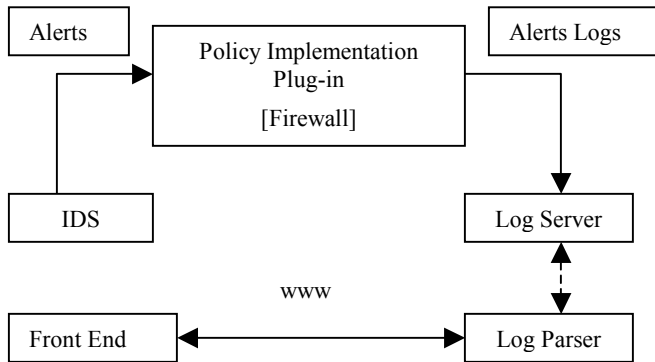 Alerts
Policy Implementation
Plug-in
[Firewall]
Alerts Logs
IDS
Log Server
www
Front End
Log Parser